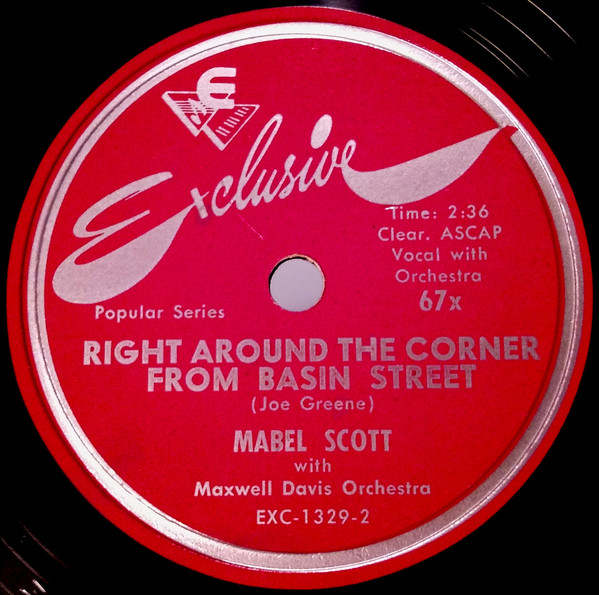 E
Exclusive
Time: 2:36
Clear. ASCAP
Vocal with
Orchestra
67x
Popular Series
RIGHT AROUND THE CORNER
FROM BASIN STREET
(Joe Greene)
MABEL SCOTT
with
Maxwell Davis Orchestra
EXC-1329-2